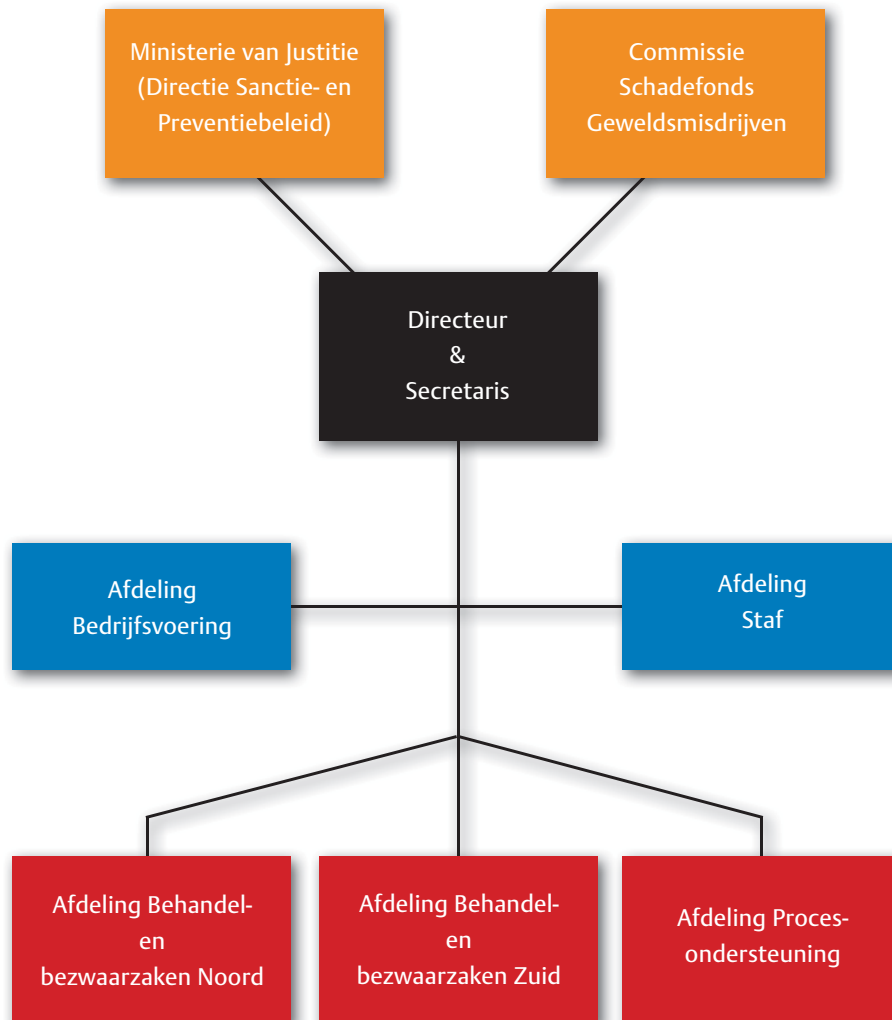 Ministerie van Justitie
(Directie Sanctie- en
Preventiebeleid)
Commissie
Schadefonds
Geweldsmisdrijven
Directeur
&
Secretaris
Afdeling
Bedrijfsvoering
Afdeling
Staf
Afdeling Behandel-
en
bezwaarzaken Noord
Afdeling Behandel-
en
bezwaarzaken Zuid
Afdeling Proces-
ondersteuning